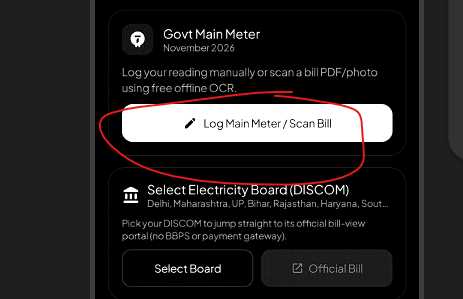 Govt Main Meter
November 2026
Log your reading manually or scan a bill PDF/photo
using free offline OCR.
Log Main Meter / Scan Bill
Select Electricity Board (DISCOM)
Delhi, Maharashtra, UP, Bihar, Rajasthan, Haryana, Sout...
Pick your DISCOM to jump straight to its official bill-view
portal (no BBPS or payment gateway).
Select Board
Official Bill